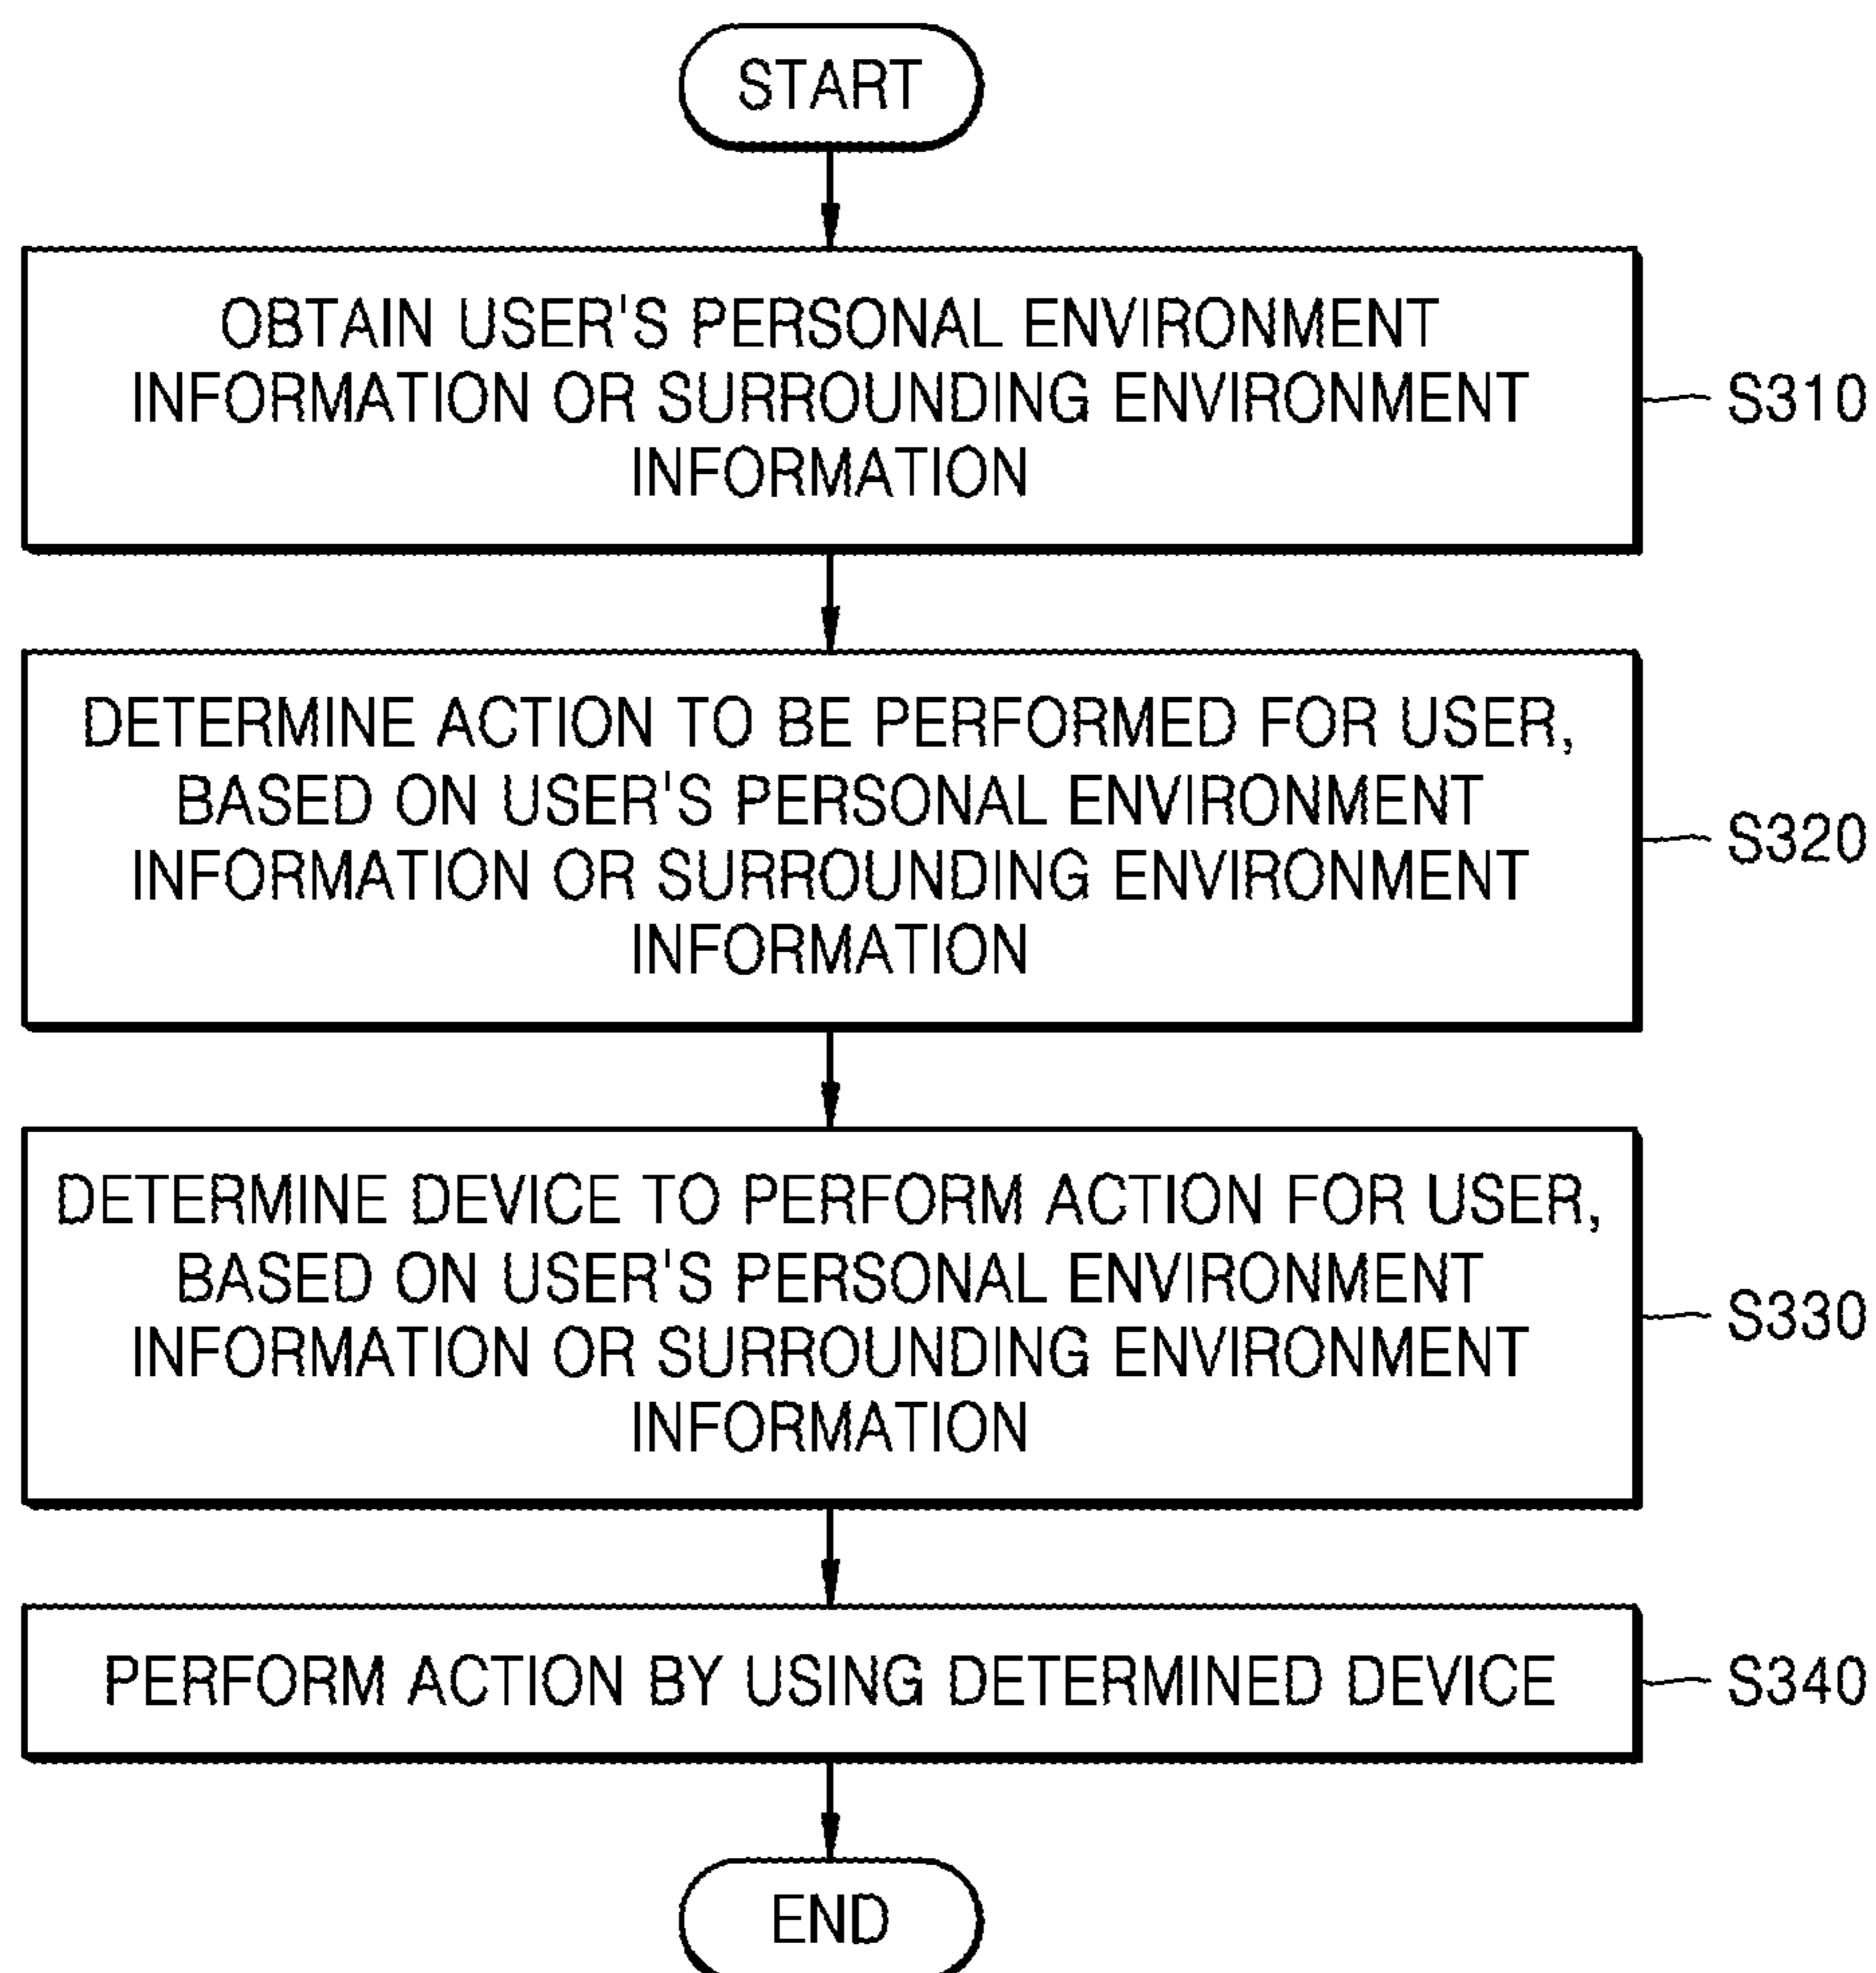 START
OBTAIN USER'S PERSONAL ENVIRONMENT
INFORMATION OR SURROUNDING ENVIRONMENT
INFORMATION
S310
DETERMINE ACTION TO BE PERFORMED FOR USER,
BASED ON USER'S PERSONAL ENVIRONMENT
INFORMATION OR SURROUNDING ENVIRONMENT
INFORMATION
S320
DETERMINE DEVICE TO PERFORM ACTION FOR USER,
BASED ON USER'S PERSONAL ENVIRONMENT
INFORMATION OR SURROUNDING ENVIRONMENT
INFORMATION
S330
PERFORM ACTION BY USING DETERMINED DEVICE
S340
END